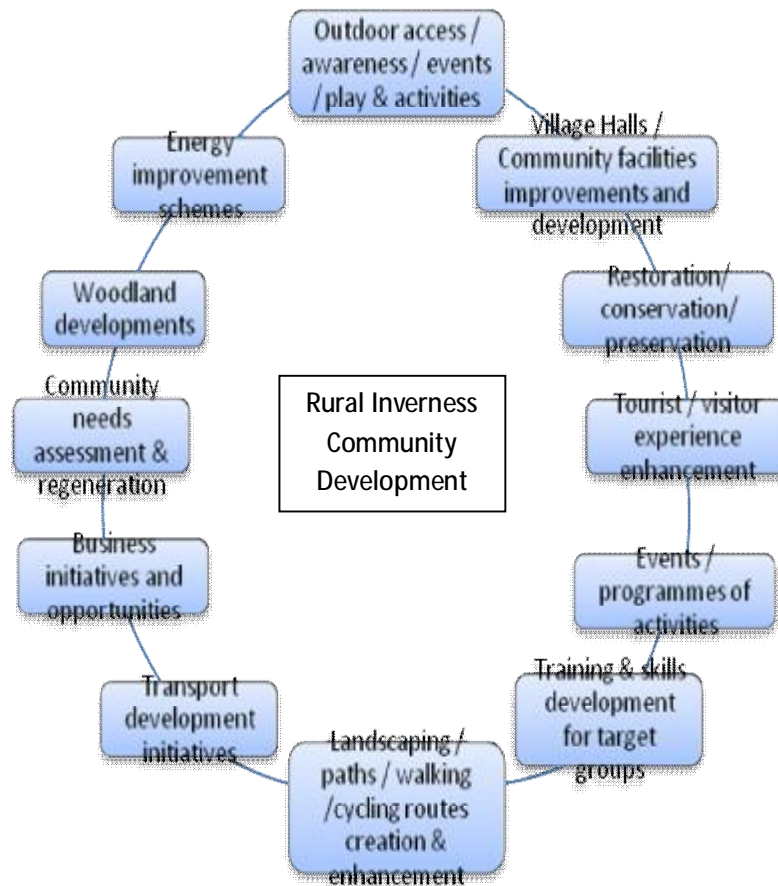 Outdoor access /
awareness / events
/play & activities
Village Halls /
Community facilities
improvements and
development
Restoration/
conservation/
preservation
Tourist / visitor
experience
enhancement
Events /
programmes of
activities
Training & skills
development
for target
groups
Landscaping /
paths / walking
/cycling routes
creation &
enhancement
Transport
development
initiatives
Business
initiatives and
opportunities
Community
needs
assessment &
regeneration
Woodland
developments
Energy
improvement
schemes
Rural Inverness
Community
Development